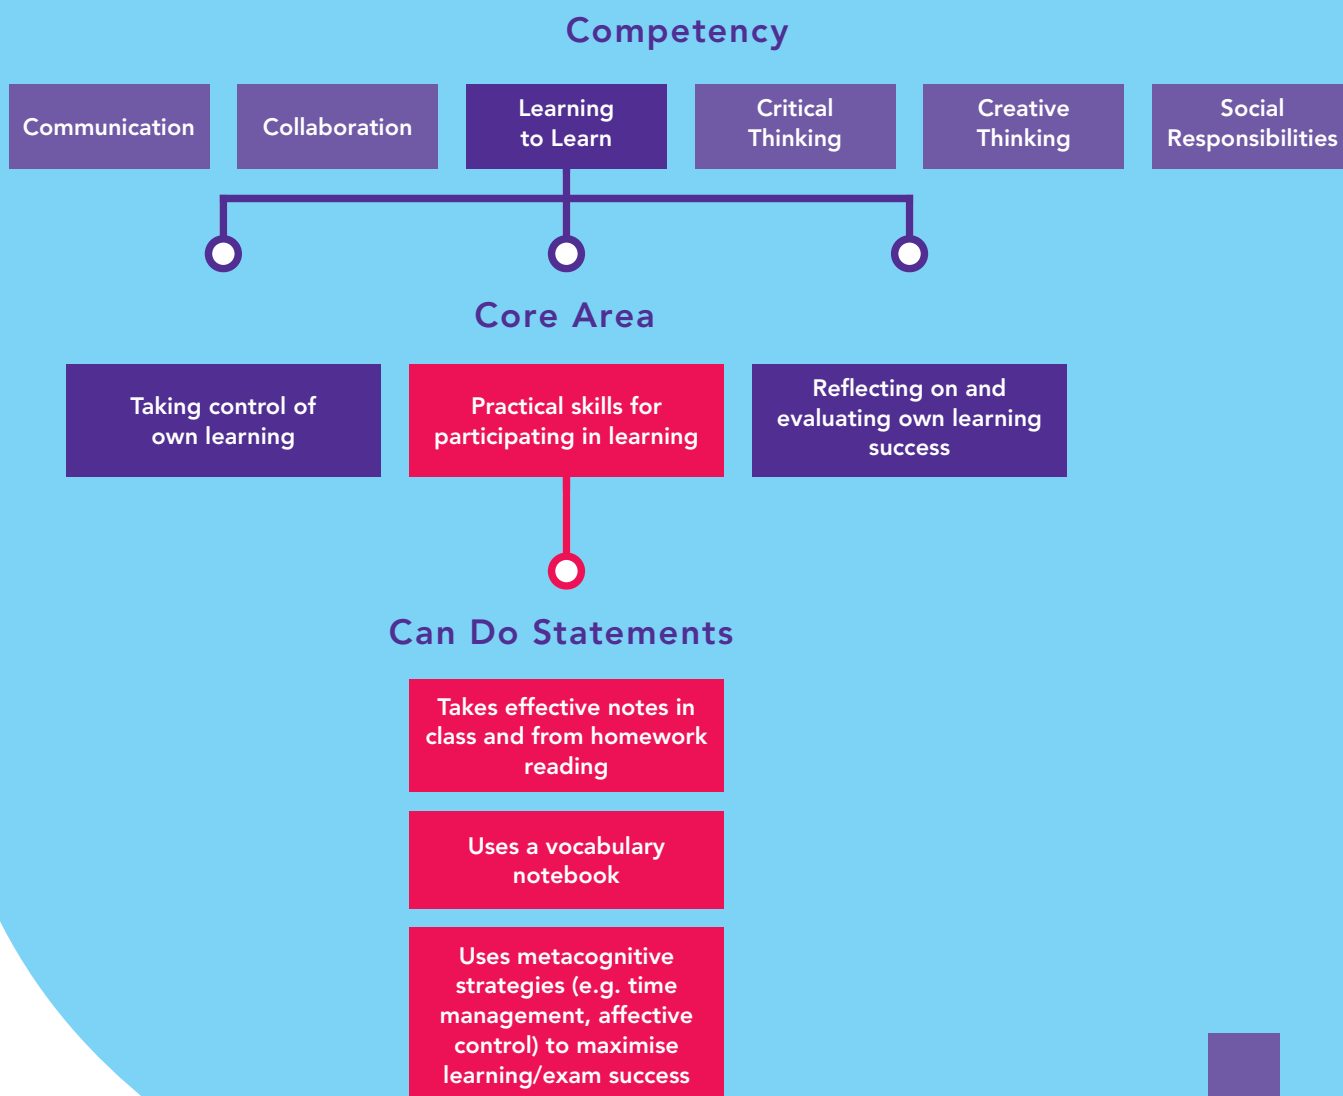 Competency
Communication
Collaboration
Learning
to Learn
Critical
Thinking
Creative
Thinking
Social
Responsibilities
Core Area
Taking control of
own learning
Practical skills for
participating in learning
Reflecting on and
evaluating own learning
success
Can Do Statements
Takes effective notes in
class and from homework
reading
Uses a vocabulary
notebook
Uses metacognitive
strategies (e.g. time
management, affective
control) to maximise
learning/exam success